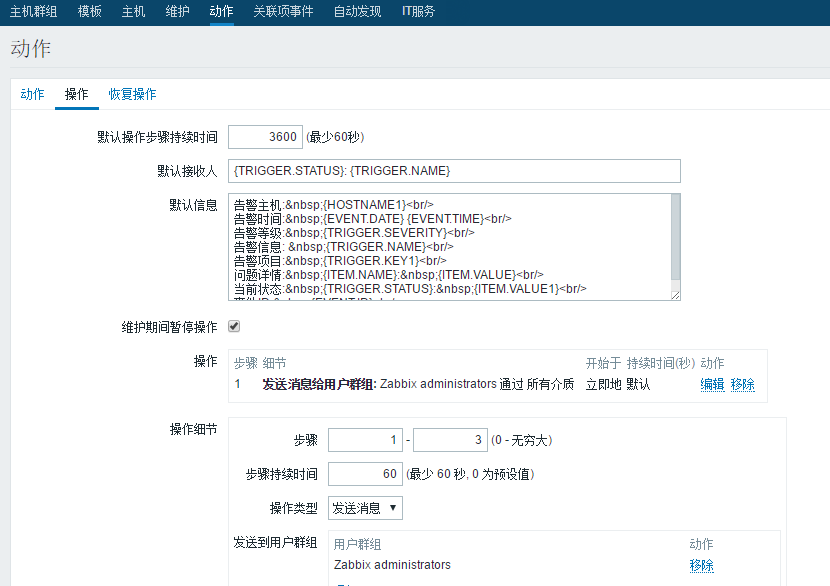 主机群组 模板 主机 维护 动作 关联项事件 自动发现 IT服务
动作
动作 操作 恢复操作
默认操作步骤持续时间 3600 (最少60秒)
默认接收人 {TRIGGER.STATUS}: {TRIGGER.NAME}
默认信息 告警主机:&nbsp;{HOSTNAME1}<br/>
告警时间:&nbsp;{EVENT.DATE} {EVENT.TIME}<br/>
告警等级:&nbsp;{TRIGGER.SEVERITY}<br/>
告警信息: &nbsp;{TRIGGER.NAME}<br/>
告警项目:&nbsp;{TRIGGER.KEY1}<br/>
问题详情:&nbsp;{ITEM.NAME}:&nbsp;{ITEM.VALUE}<br/>
当前状态:&nbsp;{TRIGGER.STATUS}:&nbsp;{ITEM.VALUE1}<br/>
维护期间暂停操作
操作 步骤 细节 开始于 持续时间(秒) 动作
1 发送消息给用户群组: Zabbix administrators 通过 所有介质 立即地 默认 编辑 移除
操作细节
步骤 1 - 3 (0 - 无穷大)
步骤持续时间 60 (最少 60 秒, 0 为预设值)
操作类型 发送消息
发送到用户群组 用户群组 动作
Zabbix administrators 移除